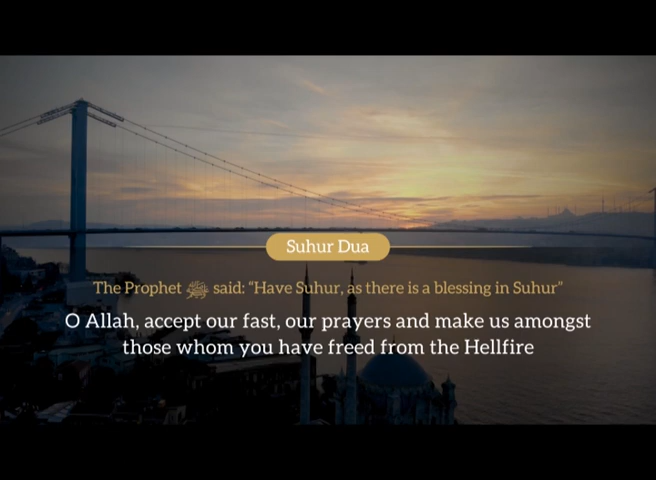 Suhur Dua
The Prophet ﷺ said: “Have Suhur, as there is a blessing in Suhur”
O Allah, accept our fast, our prayers and make us amongst
those whom you have freed from the Hellfire